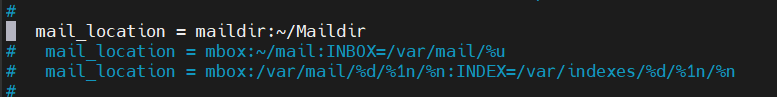 #
mail_location = maildir:~/Maildir
#   mail_location = mbox:~/mail:INBOX=/var/mail/%u
#   mail_location = mbox:/var/mail/%d/%1n/%n:INDEX=/var/indexes/%d/%1n/%n
#